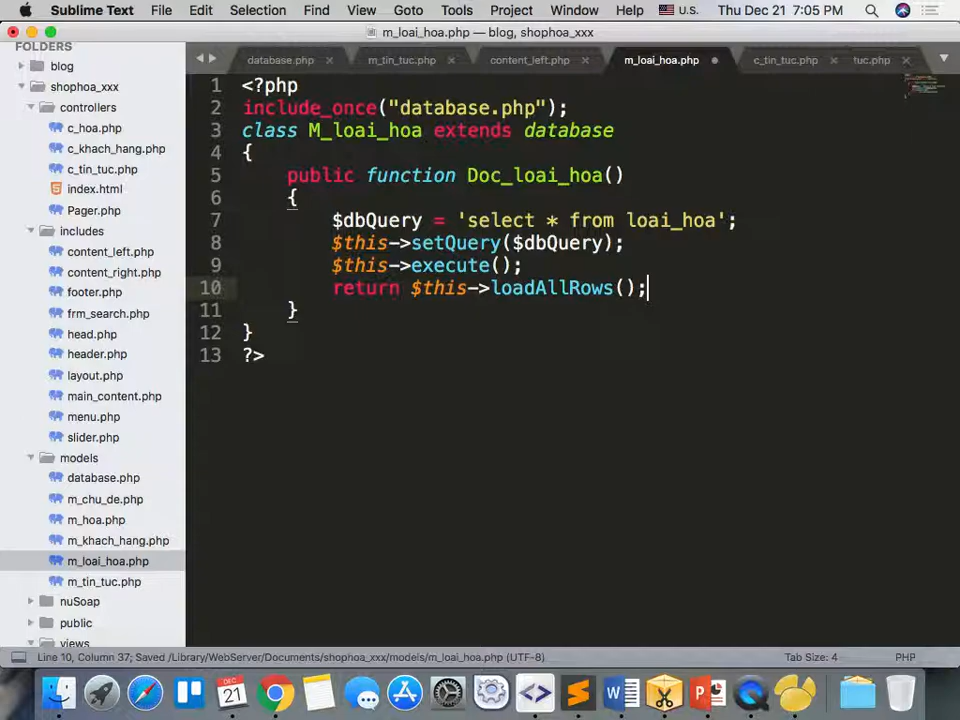 Sublime Text File Edit Selection Find View Goto Tools Project Window Help U.S. Thu Dec 21 7:05 PM
m_loai_hoa.php — blog, shophoa_xxx
FOLDERS
blog
shophoa_xxx
controllers
c_hoa.php
c_khach_hang.php
c_tin_tuc.php
index.html
Pager.php
includes
content_left.php
content_right.php
footer.php
frm_search.php
head.php
header.php
layout.php
main_content.php
menu.php
slider.php
models
database.php
m_chu_de.php
m_hoa.php
m_khach_hang.php
m_loai_hoa.php
m_tin_tuc.php
nuSoap
public
views
database.php m_tin_tuc.php content_left.php m_loai_hoa.php c_tin_tuc.php tuc.php
1 <?php
2 include_once("database.php");
3 class M_loai_hoa extends database
4 {
5 public function Doc_loai_hoa()
6 {
7 $dbQuery = 'select * from loai_hoa';
8 $this->setQuery($dbQuery);
9 $this->execute();
10 return $this->loadAllRows();
11 }
12 }
13 ?>
Line 10, Column 37; Saved /Library/WebServer/Documents/shophoa_xxx/models/m_loai_hoa.php (UTF-8) Tab Size: 4 PHP
DEC
21